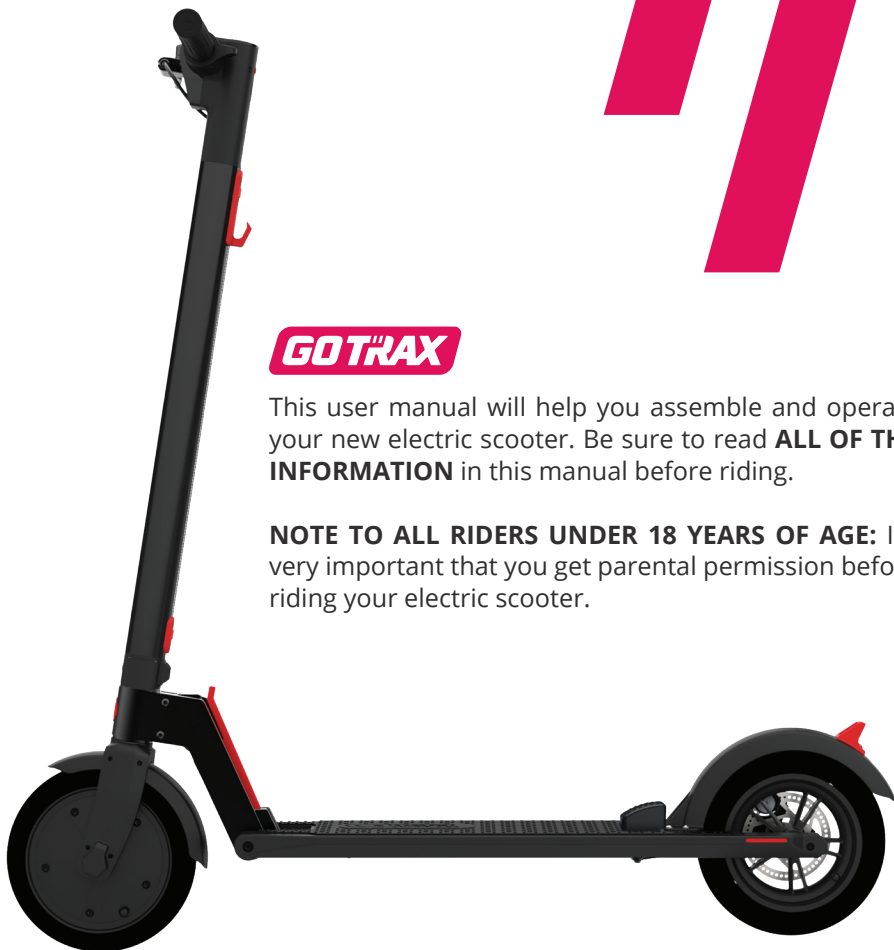 GOTRAX
This user manual will help you assemble and opera
your new electric scooter. Be sure to read ALL OF TH
INFORMATION in this manual before riding.
NOTE TO ALL RIDERS UNDER 18 YEARS OF AGE: I
very important that you get parental permission befo
riding your electric scooter.